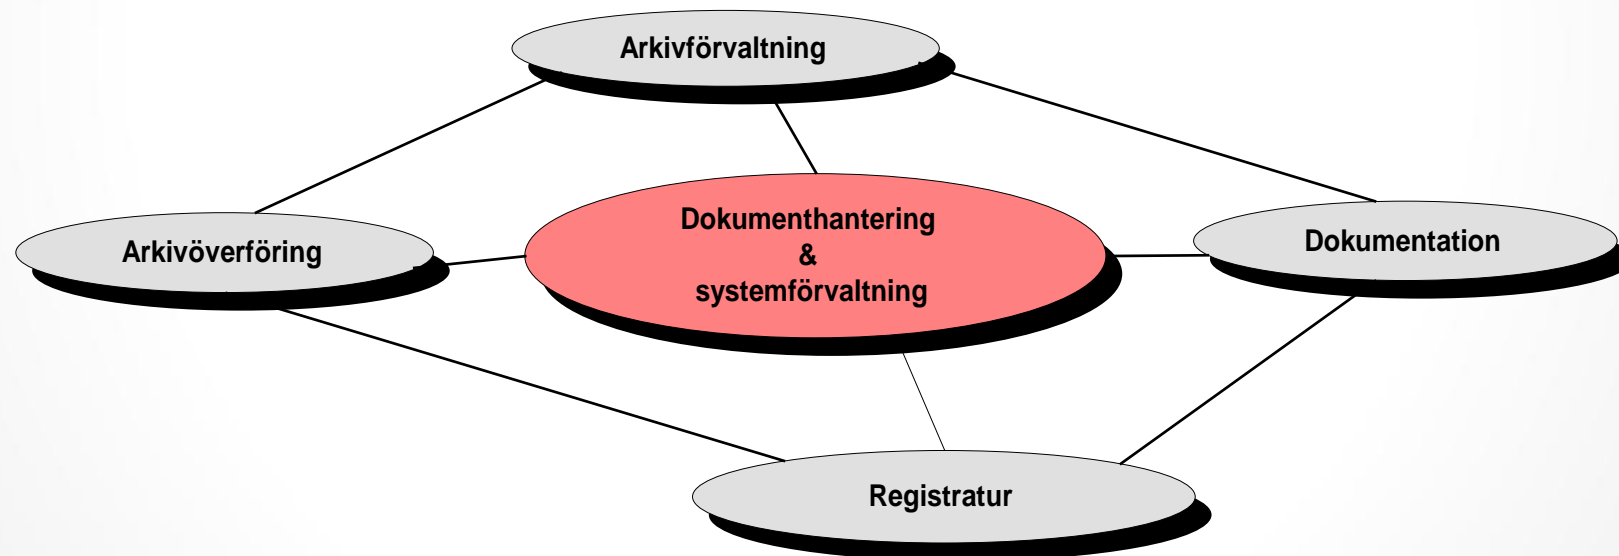 Arkivförvaltning
Dokumenthantering
&
systemförvaltning
Arkivöverföring
Dokumentation
Registratur